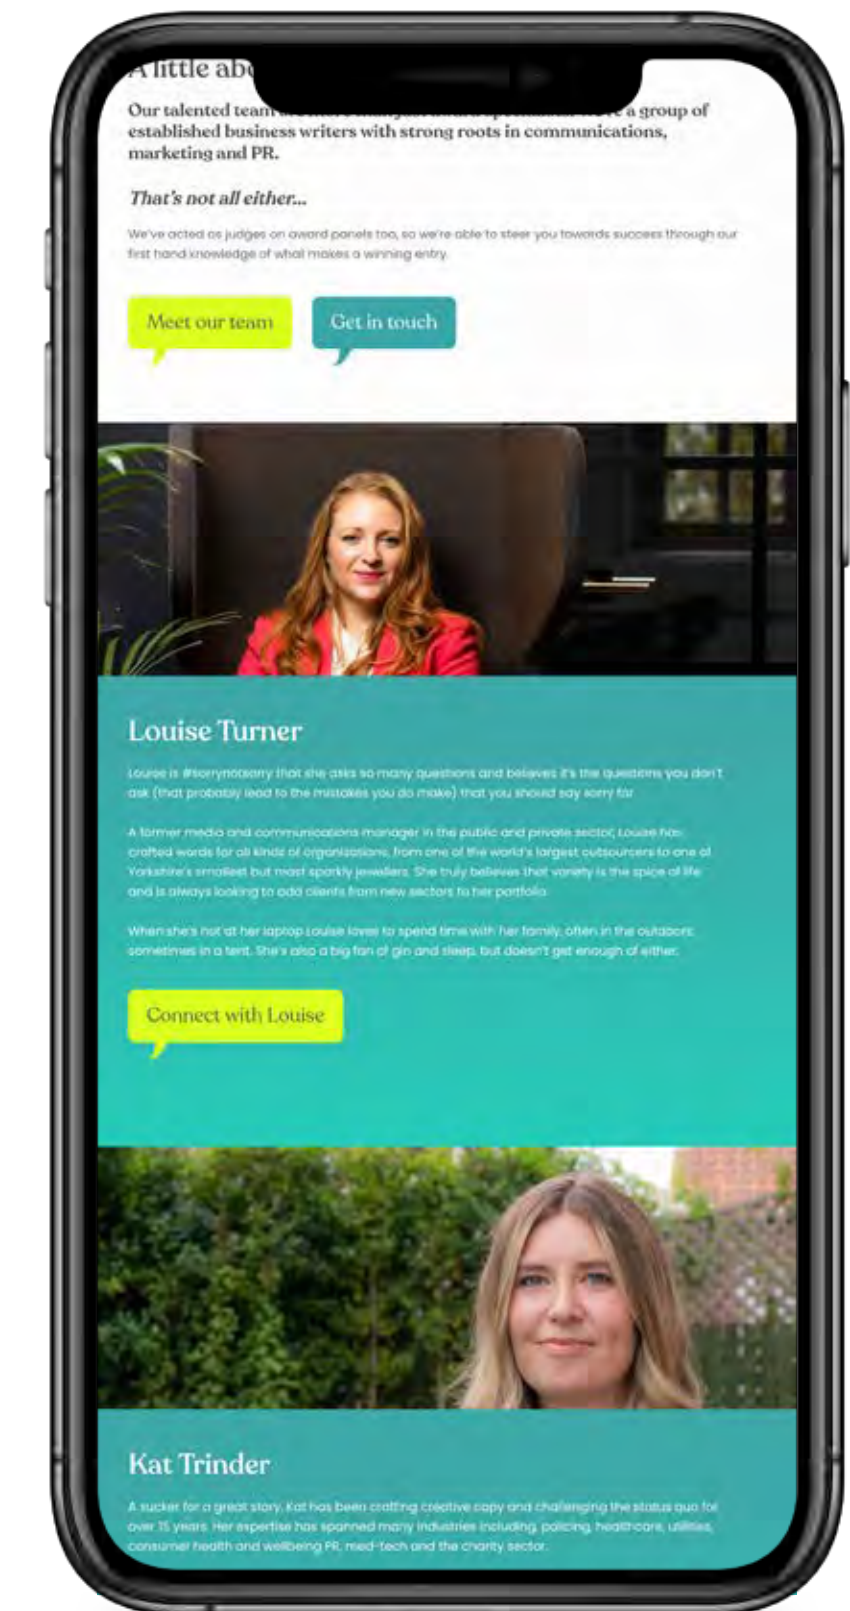 A little abo
Our talented team a group of
established business writers with strong roots in communications,
marketing and PR.
That's not all either...
We've acted as judges on award panels too, so we're able to steer you towards success through our
first hand knowledge of what makes a winning entry.
Meet our team
Get in touch
Louise Turner
Louise is #sorrynotsorry that she asks so many questions and believes it's the questions you don't
ask (that probably lead to the mistakes you do make) that you should say sorry for.
A former media and communications manager in the public and private sector, Louise has
crafted words for all kinds of organisations, from one of the world's largest outsourcers to one of
Yorkshire's smallest but most sparkly jewellers. She truly believes that variety is the spice of life
and is always looking to add clients from new sectors to her portfolio.
When she's not at her laptop Louise loves to spend time with her family, often in the outdoors,
sometimes in a tent. She's also a big fan of gin and sleep, but doesn't get enough of either.
Connect with Louise
Kat Trinder
A sucker for a great story, Kat has been crafting creative copy and challenging the status quo for
over 15 years. Her expertise has spanned many industries including, policing, healthcare, utilities,
consumer health and wellbeing PR, med-tech and the charity sector.